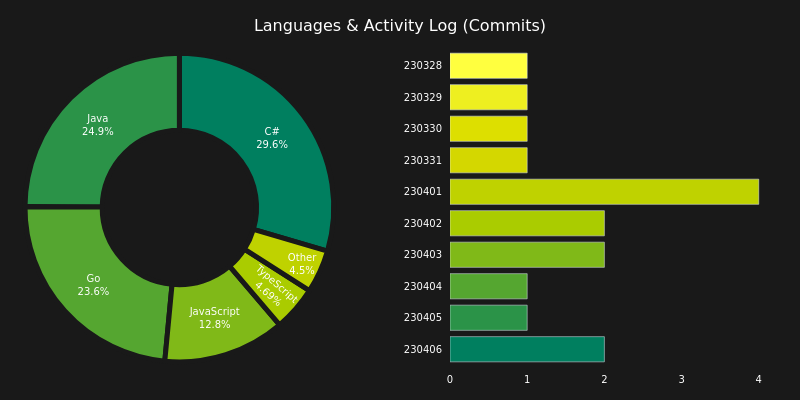 Languages & Activity Log (Commits)
Java
24.9%
C#
29.6%
Other
4.5%
TypeScript
4.69%
JavaScript
12.8%
Go
23.6%
230328
230329
230330
230331
230401
230402
230403
230404
230405
230406
0 1 2 3 4